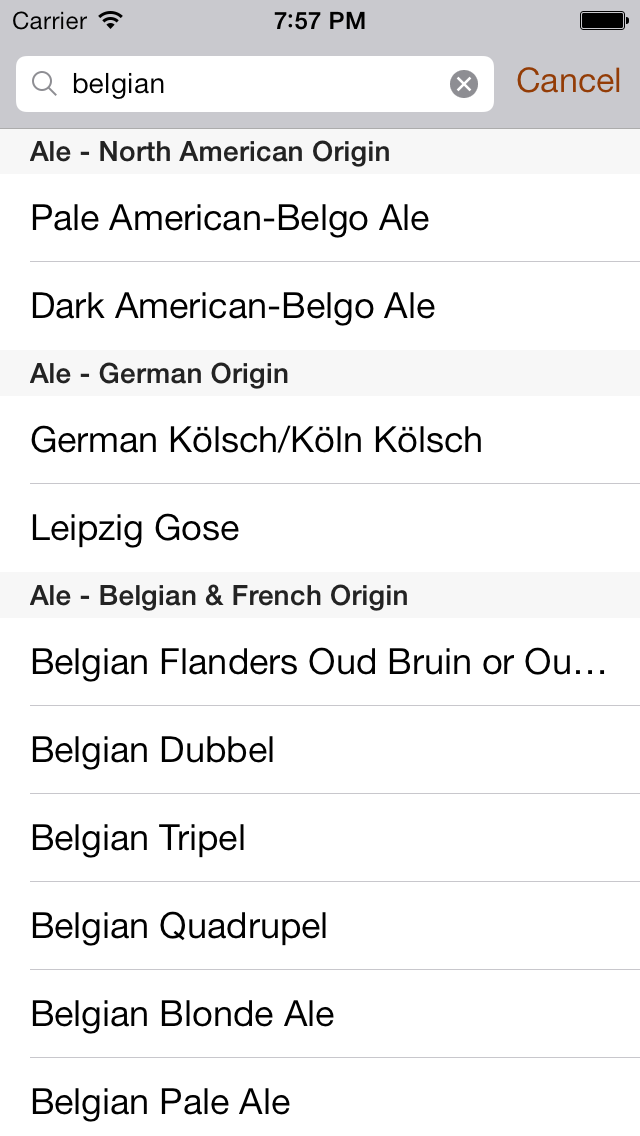 Carrier 7:57 PM
belgian Cancel
Ale - North American Origin
Pale American-Belgo Ale
Dark American-Belgo Ale
Ale - German Origin
German Kölsch/Köln Kölsch
Leipzig Gose
Ale - Belgian & French Origin
Belgian Flanders Oud Bruin or Ou…
Belgian Dubbel
Belgian Tripel
Belgian Quadrupel
Belgian Blonde Ale
Belgian Pale Ale